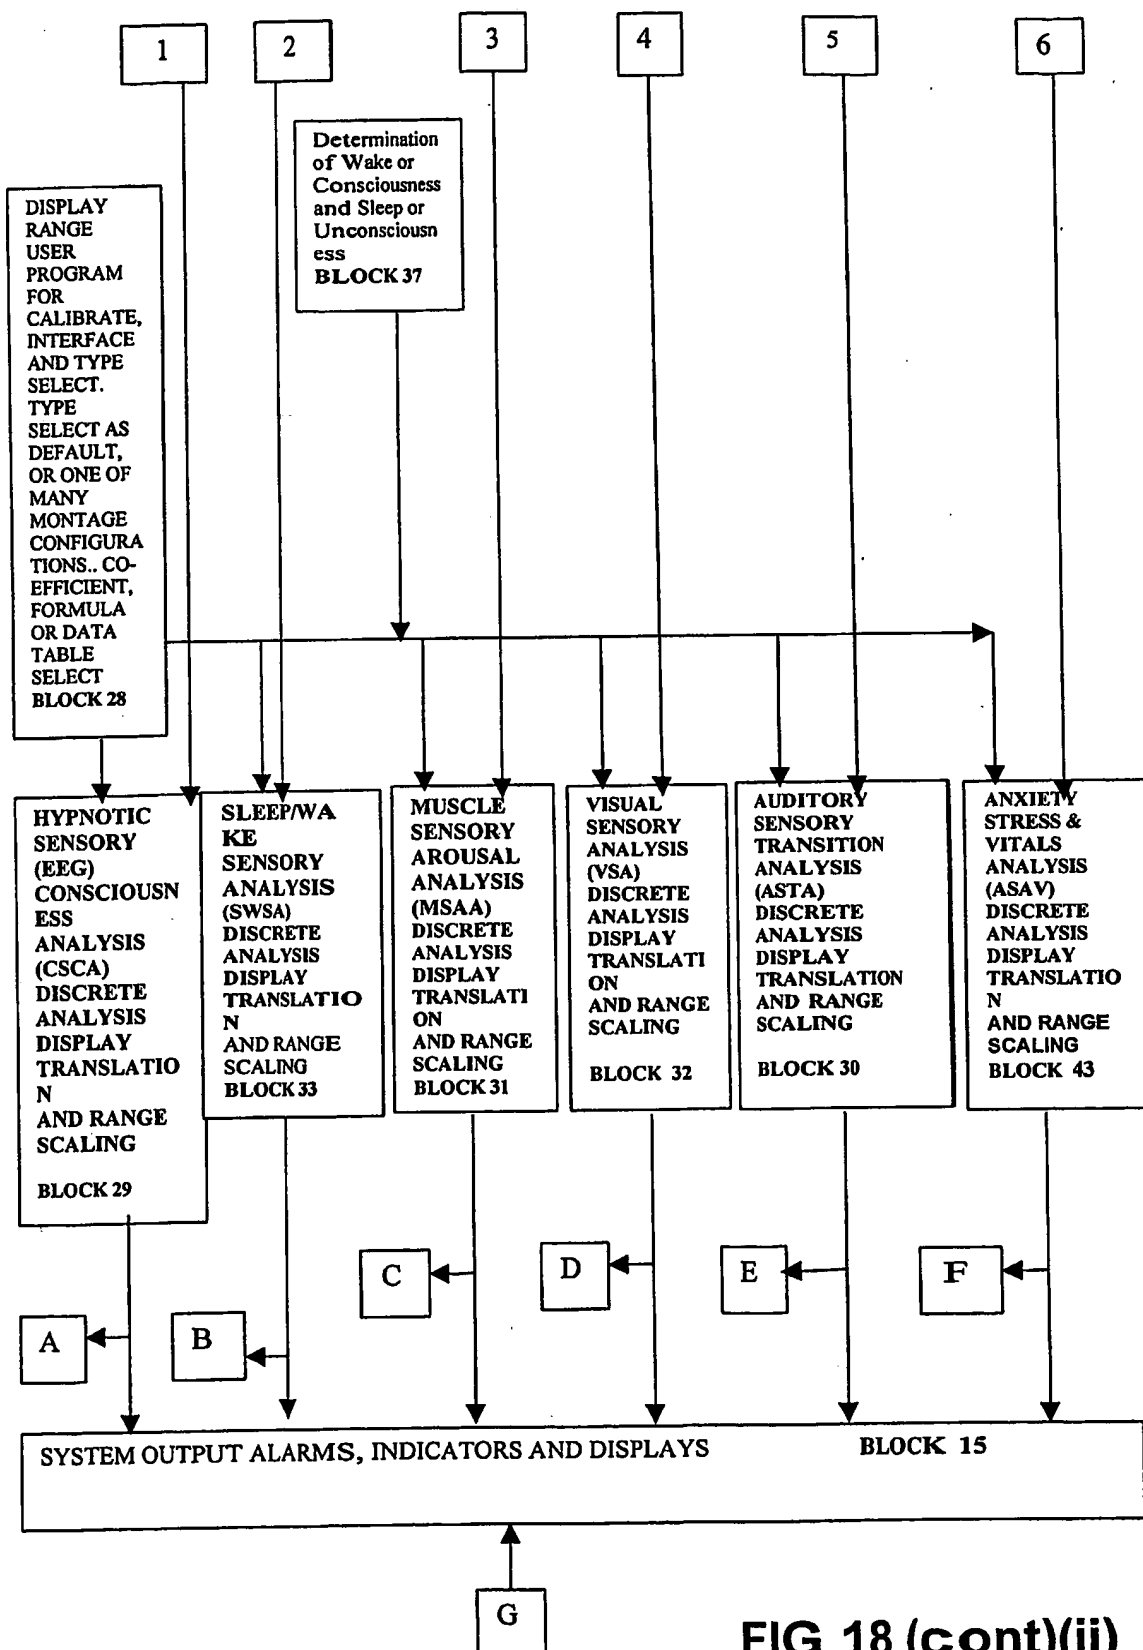 1
2
3
4
5
6
Determination
of Wake or
Consciousness
and Sleep or
Unconsciousn
ess
BLOCK 37
DISPLAY
RANGE
USER
PROGRAM
FOR
CALIBRATE,
INTERFACE
AND TYPE
SELECT.
TYPE
SELECT AS
DEFAULT,
OR ONE OF
MANY
MONTAGE
CONFIGURA
TIONS.. CO-
EFFICIENT,
FORMULA
OR DATA
TABLE
SELECT
BLOCK 28
HYPNOTIC
SENSORY
(EEG)
CONSCIOUSN
ESS
ANALYSIS
(CSCA)
DISCRETE
ANALYSIS
DISPLAY
TRANSLATIO
N
AND RANGE
SCALING
BLOCK 29
SLEEP/WA
KE
SENSORY
ANALYSIS
(SWSA)
DISCRETE
ANALYSIS
DISPLAY
TRANSLATIO
N
AND RANGE
SCALING
BLOCK 33
MUSCLE
SENSORY
AROUSAL
ANALYSIS
(MSAA)
DISCRETE
ANALYSIS
DISPLAY
TRANSLATI
ON
AND RANGE
SCALING
BLOCK 31
VISUAL
SENSORY
ANALYSIS
(VSA)
DISCRETE
ANALYSIS
DISPLAY
TRANSLATI
ON
AND RANGE
SCALING
BLOCK 32
AUDITORY
SENSORY
TRANSITION
ANALYSIS
(ASTA)
DISCRETE
ANALYSIS
DISPLAY
TRANSLATION
AND RANGE
SCALING
BLOCK 30
ANXIETY
STRESS &
VITALS
ANALYSIS
(ASAV)
DISCRETE
ANALYSIS
DISPLAY
TRANSLATIO
N
AND RANGE
SCALING
BLOCK 43
A
B
C
D
E
F
SYSTEM OUTPUT ALARMS, INDICATORS AND DISPLAYS BLOCK 15
G
FIG 18 (cont)(ii)